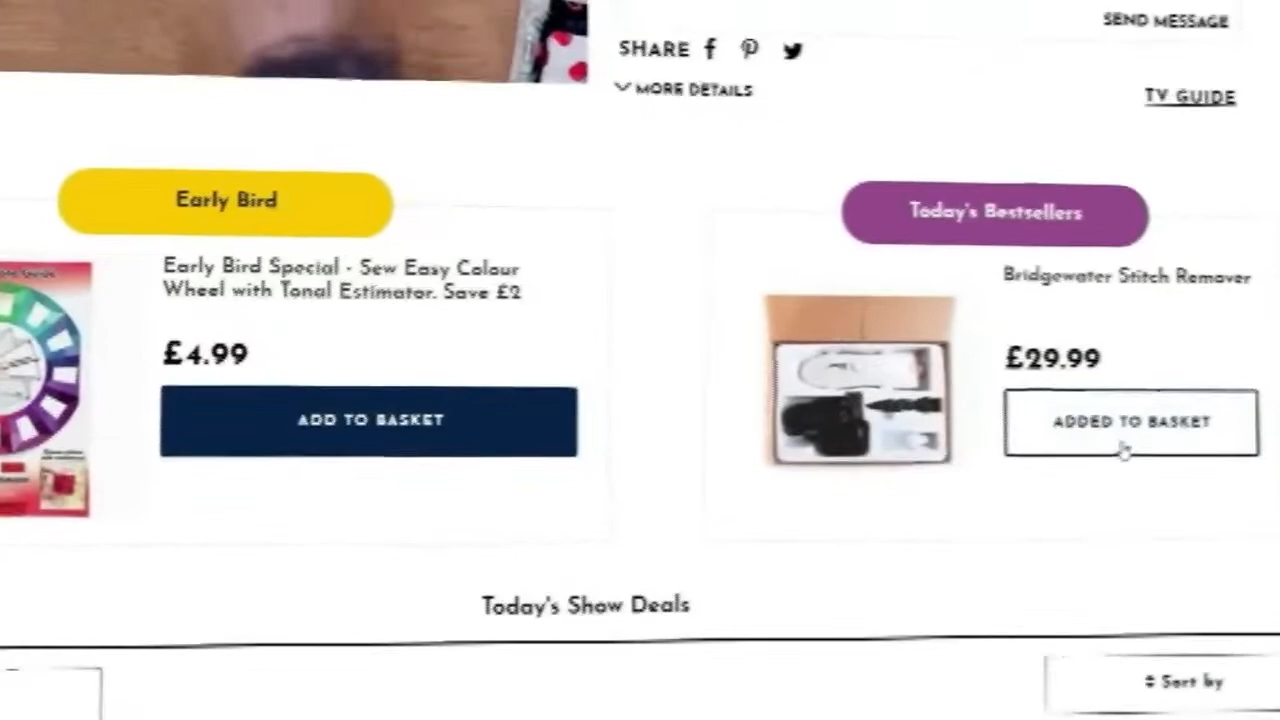 SEND MESSAGE
SHARE
MORE DETAILS
TV GUIDE
Early Bird
Early Bird Special - Sew Easy Colour
Wheel with Tonal Estimator. Save £2
£4.99
ADD TO BASKET
Today's Bestsellers
Bridgewater Stitch Remover
£29.99
ADDED TO BASKET
Today's Show Deals
Sort by